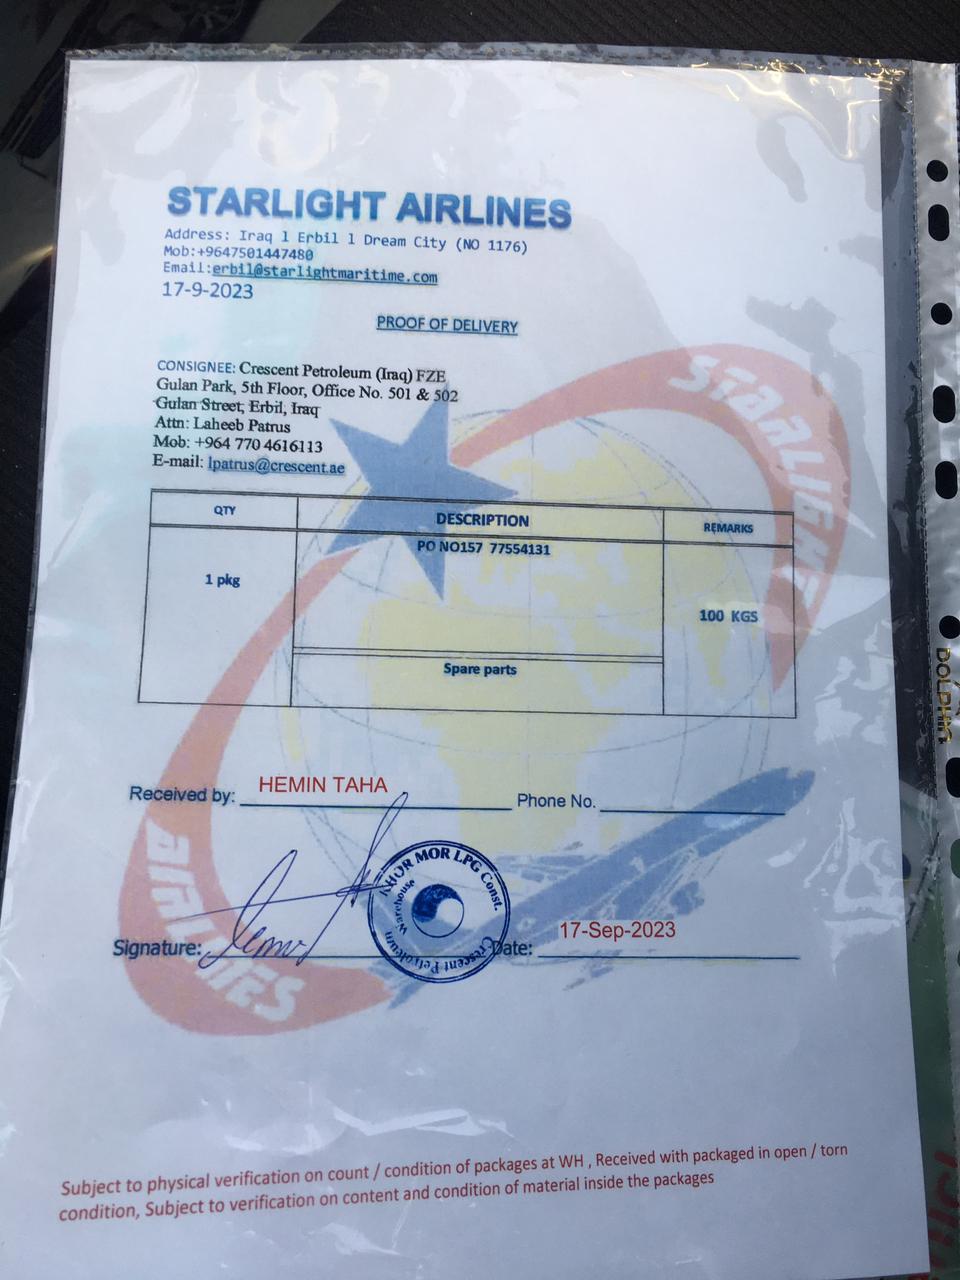 STARLIGHT AIRLINES
Address: Iraq 1 Erbil 1 Dream City (NO 1176)
Mob:+9647501447480
Email:erbil@starlightmaritime.com
17-9-2023
PROOF OF DELIVERY
CONSIGNEE: Crescent Petroleum (Iraq) FZE
Gulan Park, 5th Floor, Office No. 501 & 502
Gulan Street, Erbil, Iraq
Attn: Laheeb Patrus
Mob: +964 770 4616113
E-mail: lpatrus@crescent.ae
STARLIGHT
QTY DESCRIPTION REMARKS
PO NO157 77554131
1 pkg
100 KGS
Spare parts
Received by: HEMIN TAHA Phone No.
AIRLINES
KHOR MOR LPG Const.
Warehouse
Crescent Petroleum
Signature: Date: 17-Sep-2023
Subject to physical verification on count / condition of packages at WH , Received with packaged in open / torn
condition, Subject to verification on content and condition of material inside the packages
DOLPHIN